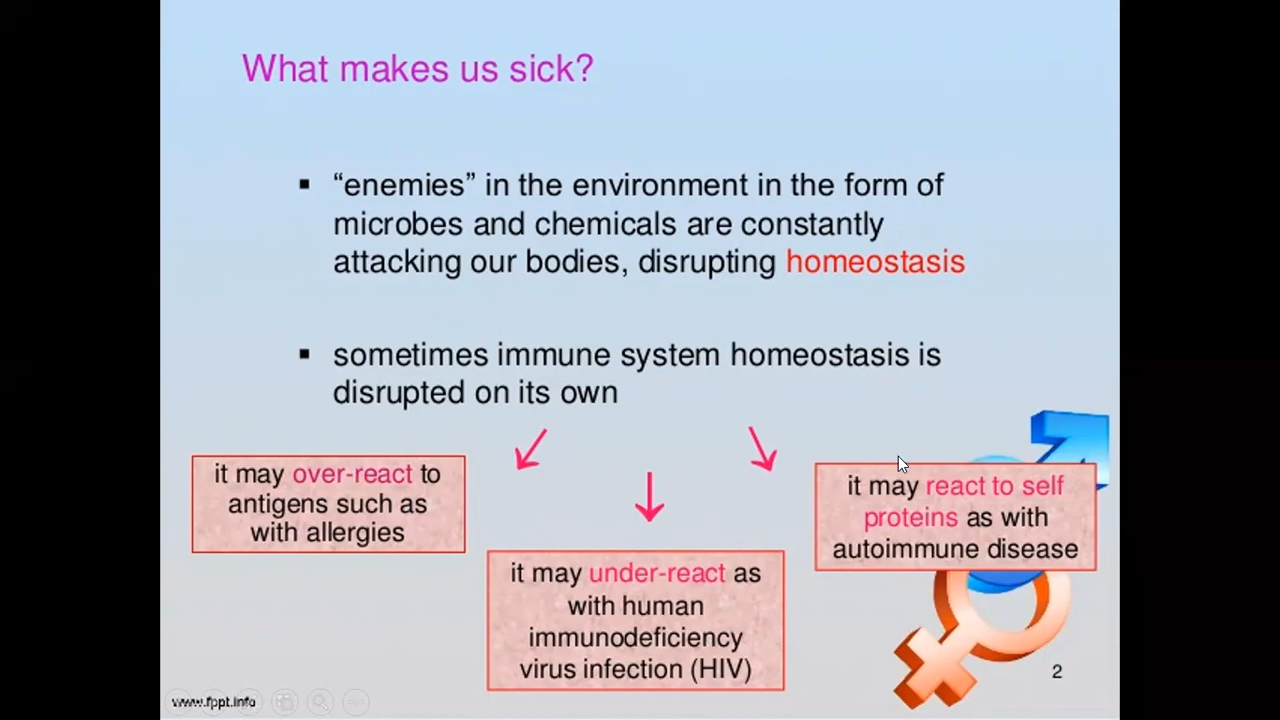 What makes us sick?
▪ “enemies” in the environment in the form of
microbes and chemicals are constantly
attacking our bodies, disrupting homeostasis
▪ sometimes immune system homeostasis is
disrupted on its own
it may over-react to
antigens such as
with allergies
it may under-react as
with human
immunodeficiency
virus infection (HIV)
it may react to self
proteins as with
autoimmune disease
2
www.fppt.info